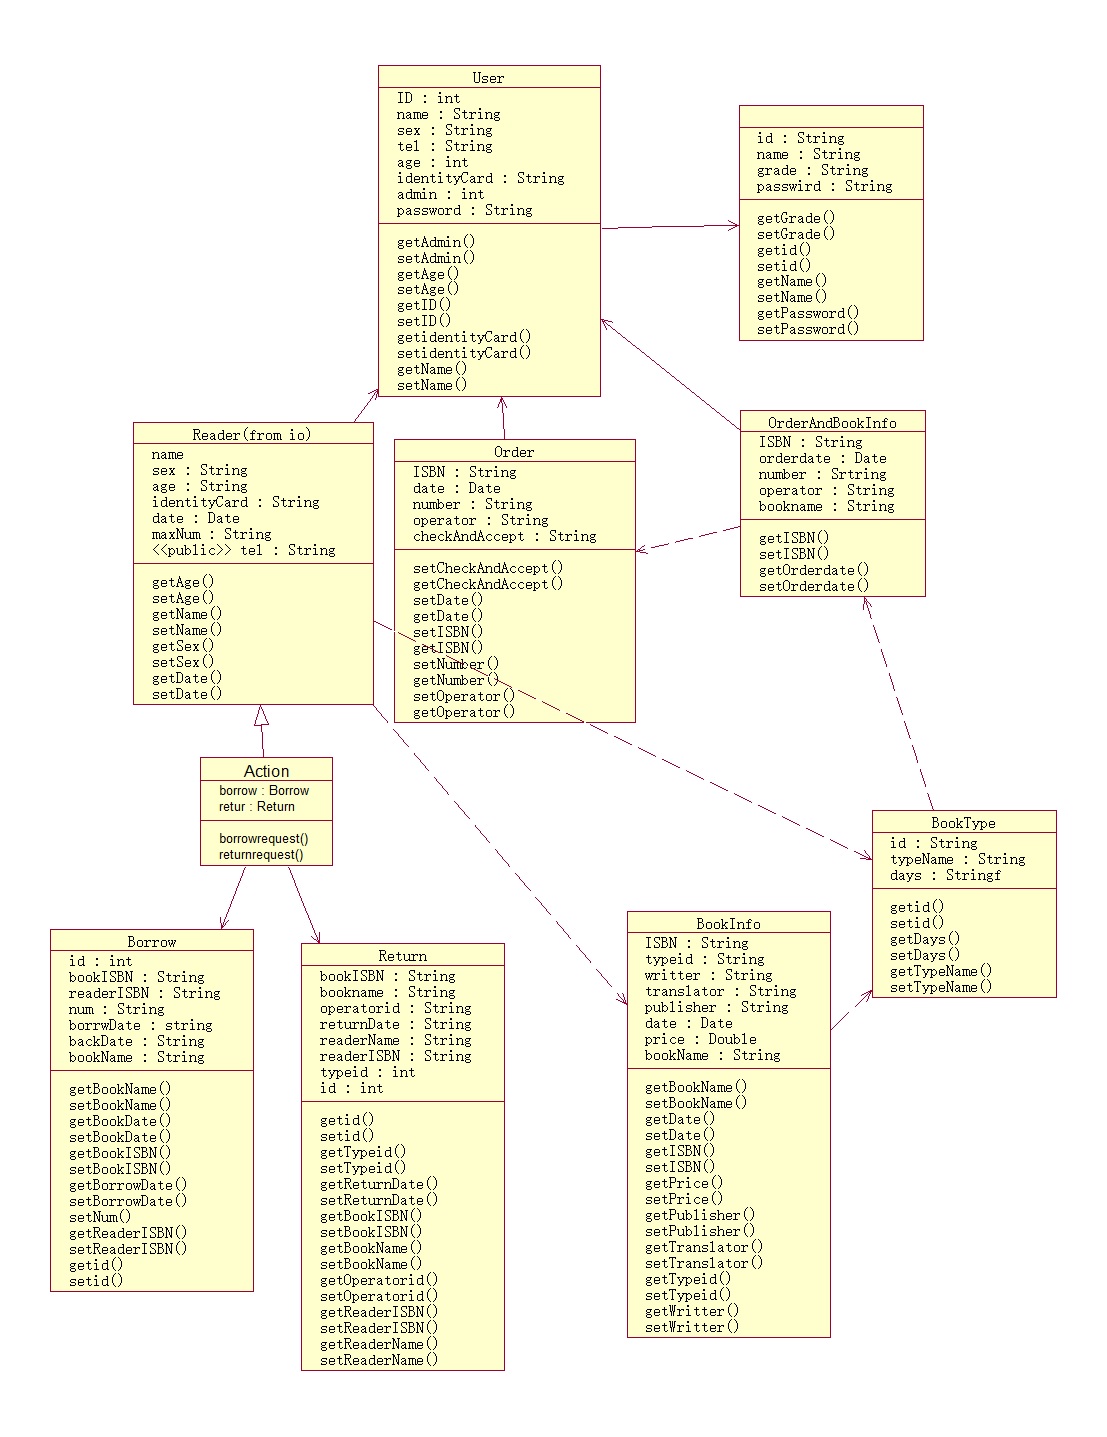 User
ID : int
name : String
sex : String
tel : String
age : int
identityCard : String
admin : int
password : String
getAdmin()
setAdmin()
getAge()
setAge()
getID()
setID()
getidentityCard()
setidentityCard()
getName()
setName()
id : String
name : String
grade : String
passwird : String
getGrade()
setGrade()
getid()
setid()
getName()
setName()
getPassword()
setPassword()
Reader(from io)
name
sex : String
age : String
identityCard : String
date : Date
maxNum : String
<<public>> tel : String
getAge()
setAge()
getName()
setName()
getSex()
setSex()
getDate()
setDate()
Order
ISBN : String
date : Date
number : String
operator : String
checkAndAccept : String
setCheckAndAccept()
getCheckAndAccept()
setDate()
getDate()
setISBN()
getISBN()
setNumber()
getNumber()
setOperator()
getOperator()
OrderAndBookInfo
ISBN : String
orderdate : Date
number : Srtring
operator : String
bookname : String
getISBN()
setISBN()
getOrderdate()
setOrderdate()
Action
borrow : Borrow
retur : Return
borrowrequest()
returnrequest()
BookType
id : String
typeName : String
days : Stringf
getid()
setid()
getDays()
setDays()
getTypeName()
setTypeName()
Borrow
id : int
bookISBN : String
readerISBN : String
num : String
borrwDate : string
backDate : String
bookName : String
getBookName()
setBookName()
getBookDate()
setBookDate()
getBookISBN()
setBookISBN()
getBorrowDate()
setBorrowDate()
setNum()
getReaderISBN()
setReaderISBN()
getid()
setid()
Return
bookISBN : String
bookname : String
operatorid : String
returnDate : String
readerName : String
readerISBN : String
typeid : int
id : int
getid()
setid()
getTypeid()
setTypeid()
getReturnDate()
setReturnDate()
getBookISBN()
setBookISBN()
getBookName()
setBookName()
getOperatorid()
setOperatorid()
getReaderISBN()
setReaderISBN()
getReaderName()
setReaderName()
BookInfo
ISBN : String
typeid : String
writter : String
translator : String
publisher : String
date : Date
price : Double
bookName : String
getBookName()
setBookName()
getDate()
setDate()
getISBN()
setISBN()
getPrice()
setPrice()
getPublisher()
setPublisher()
getTranslator()
setTranslator()
getTypeid()
setTypeid()
getWritter()
setWritter()